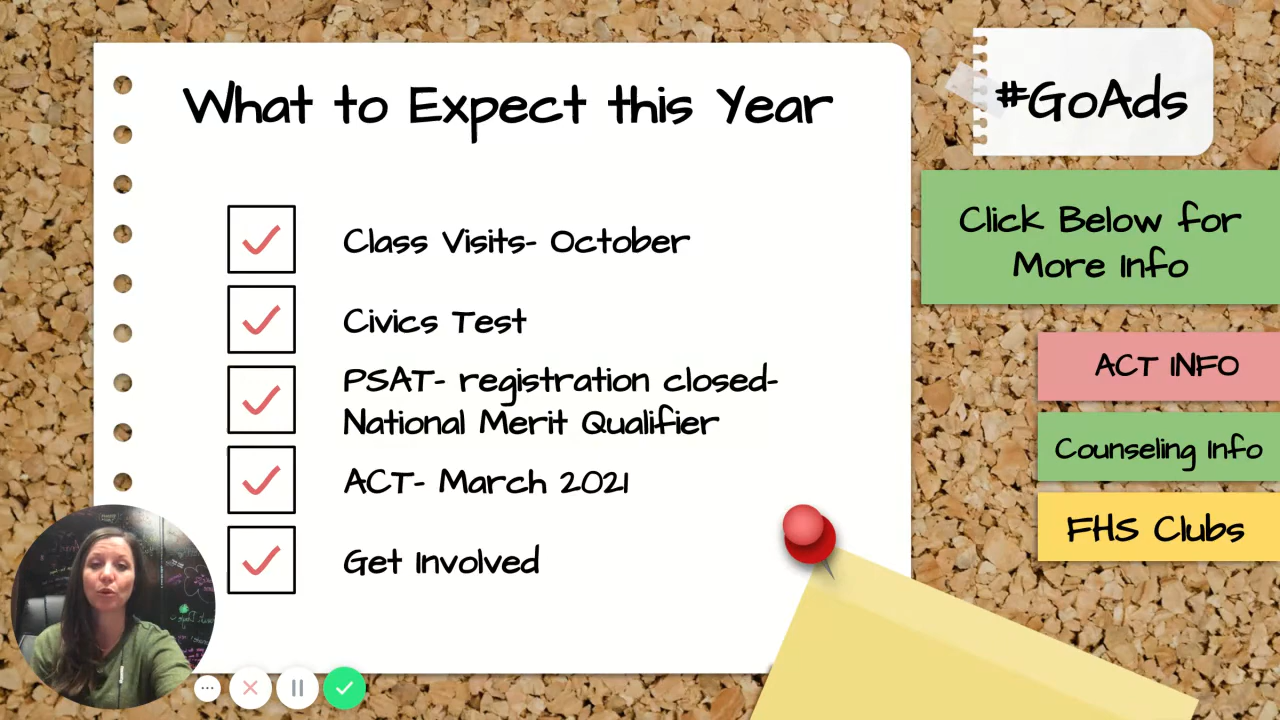 What to Expect this Year
Class Visits- October
Civics Test
PSAT- registration closed-
National Merit Qualifier
ACT- March 2021
Get Involved
#GoAds
Click Below for
More Info
ACT INFO
Counseling Info
FHS Clubs